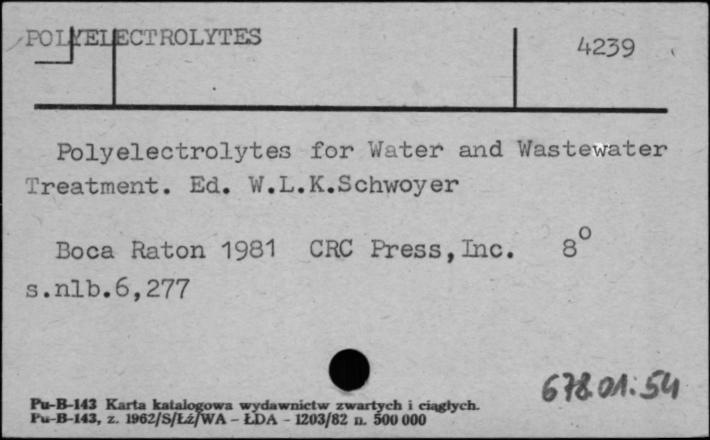 POLYELECTROLYTES 4239
Polyelectrolytes for Water and Wastewater
Treatment. Ed. W.L.K.Schwoyer
Boca Raton 1981 CRC Press,Inc. 8°
s.nlb.6,277
678.01:54
Pu-B-143 Karta katalogowa wydawnictw zwartych i ciągłych.
Pu-B-143, z. 1962/S/Łź/WA - ŁDA - 1203/82 n. 500 000